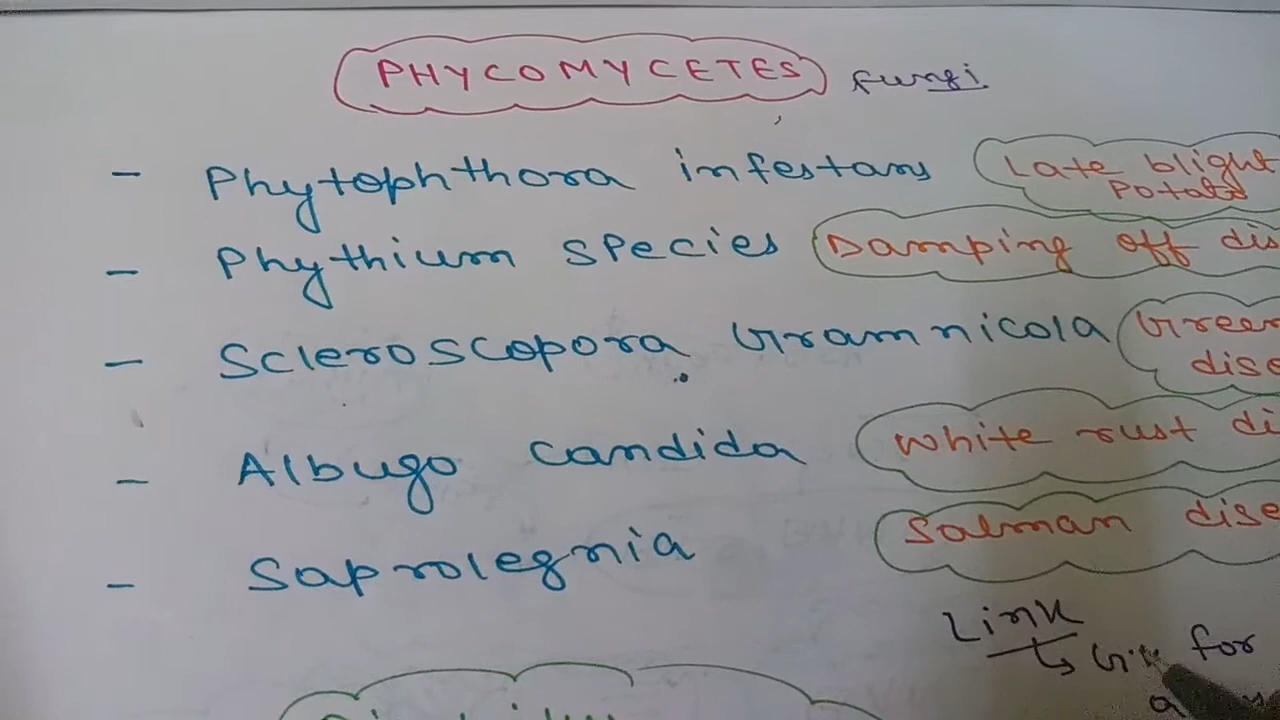 PHYCOMYCETES fungi
- Phytophthora infestans Late blight
Potato
- Phythium species Damping off dis
- Scleroscopora Gramnicola Green
dise
- Albugo candida White rust di
- Saprolegnia Salman dise
Link
for